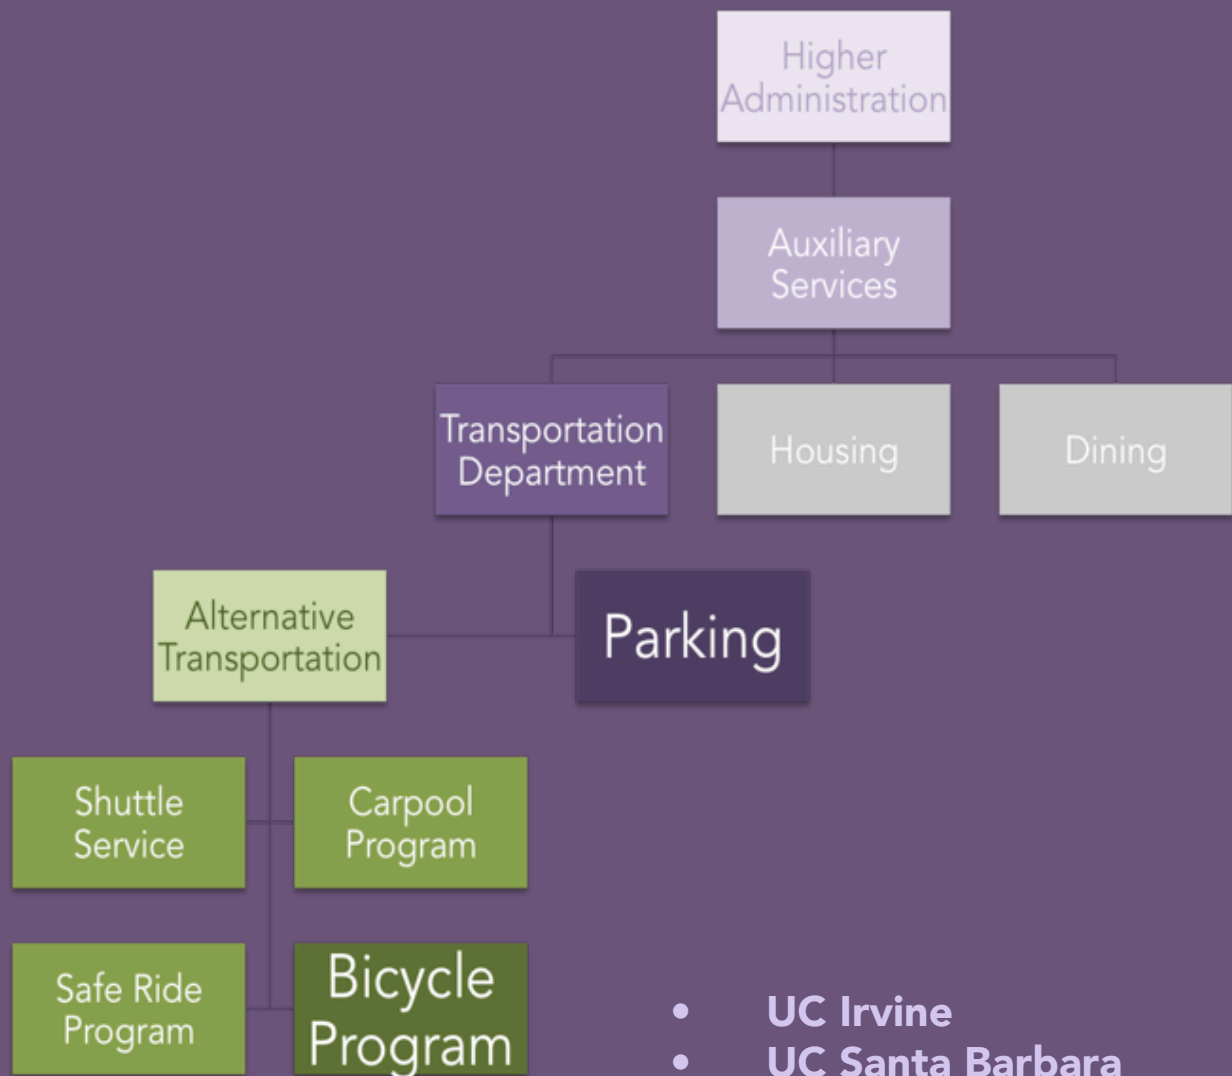 Higher
Administration
Auxiliary
Services
Transportation
Department
Housing
Dining
Alternative
Transportation
Parking
Shuttle
Service
Carpool
Program
Safe Ride
Program
Bicycle
Program
• UC Irvine
• UC Santa Barbara